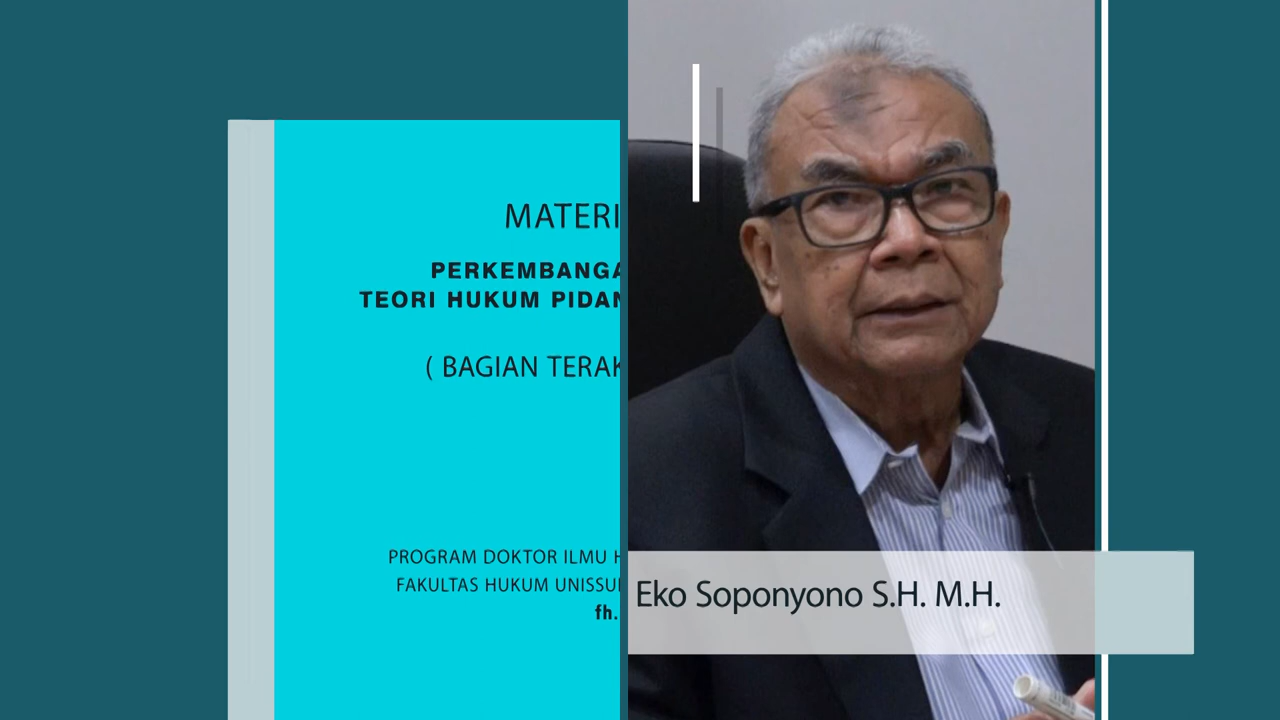 MATERI
PERKEMBANGA
TEORI HUKUM PIDAN
( BAGIAN TERAK
PROGRAM DOKTOR ILMU H
FAKULTAS HUKUM UNISSU
fh.
Eko Soponyono S.H. M.H.